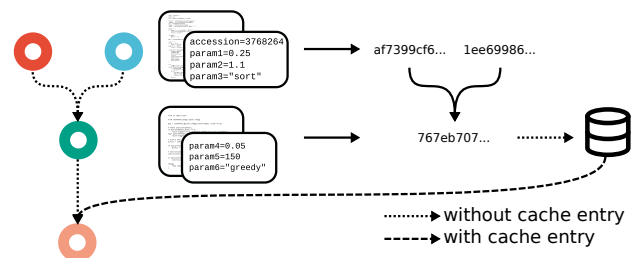 accession=3768264
param1=0.25
param2=1.1
param3="sort"
af7399cf6... 1ee69986...
param4=0.05
param5=150
param6="greedy"
767eb707...
without cache entry
with cache entry